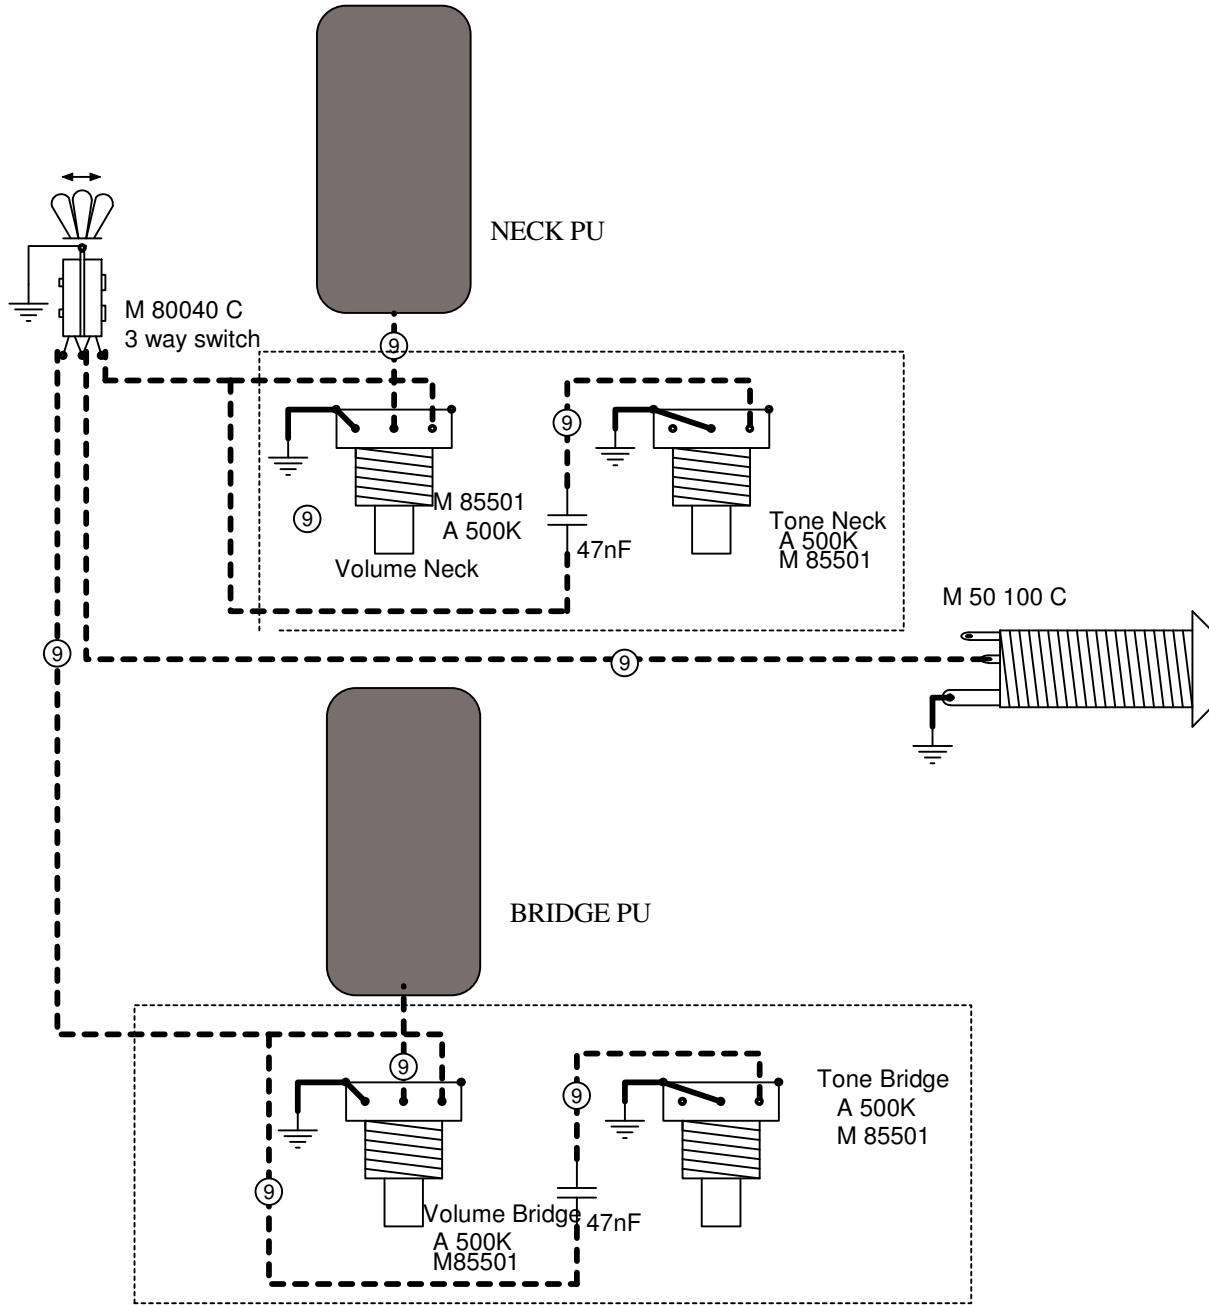 NECK PU
M 80040 C
3 way switch
9
9
M 85501
A 500K
9
Volume Neck
47nF
Tone Neck
A 500K
M 85501
M 50 100 C
9
9
BRIDGE PU
9
9
Tone Bridge
A 500K
M 85501
9
Volume Bridge
A 500K
M85501
47nF